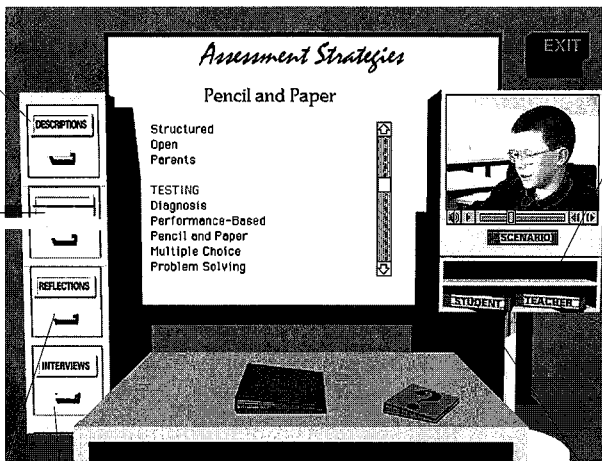 Assessment Strategies
EXIT
Pencil and Paper
DESCRIPTIONS
Structured
Open
Parents
TESTING
Diagnosis
Performance-Based
Pencil and Paper
Multiple Choice
Problem Solving
SCENARIO
REFLECTIONS
STUDENT TEACHER
INTERVIEWS
?